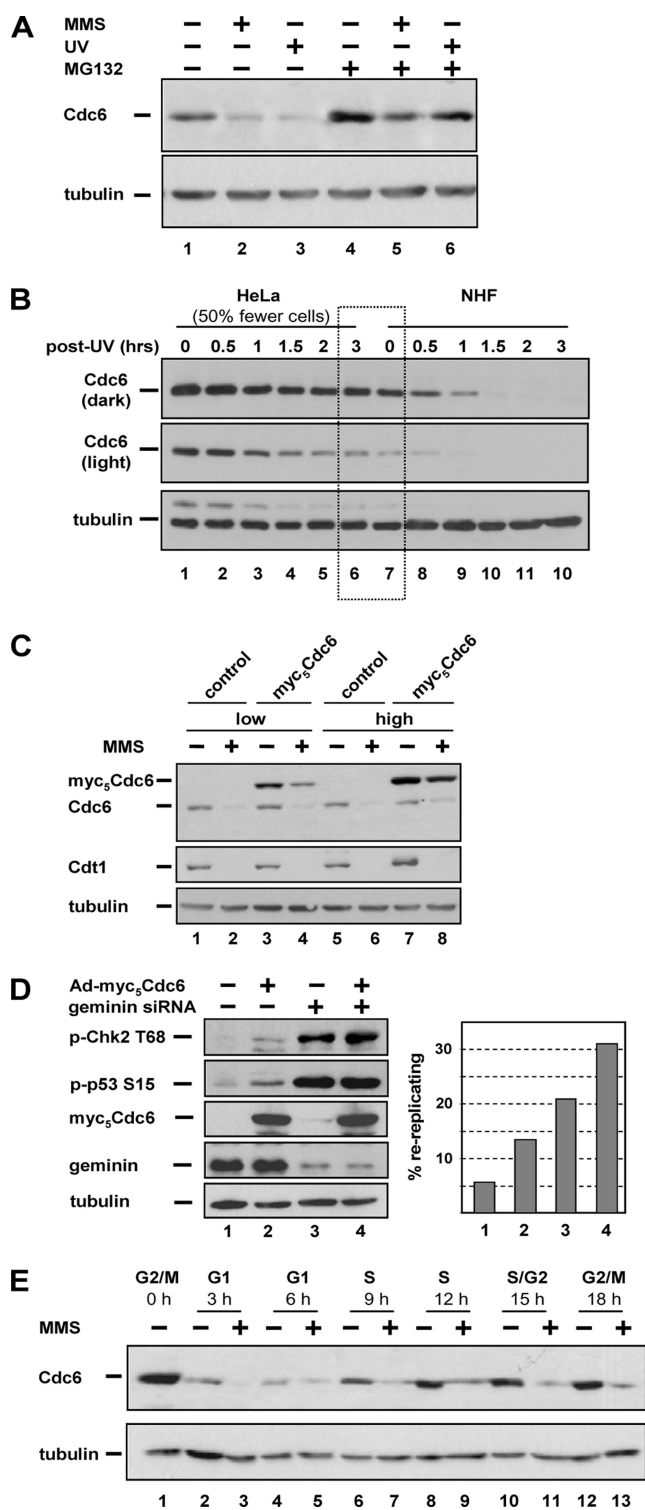 A
MMS – + – – + –
UV – – + – – +
MG132 – – – + + +
Cdc6
tubulin
1 2 3 4 5 6
B
HeLa NHF
(50% fewer cells)
post-UV (hrs) 0 0.5 1 1.5 2 3 0 0.5 1 1.5 2 3
Cdc6
(dark)
Cdc6
(light)
tubulin
1 2 3 4 5 6 7 8 9 10 11 10
C
control myc₅Cdc6 control myc₅Cdc6
low high
MMS – + – + – + – +
myc₅Cdc6
Cdc6
Cdt1
tubulin
1 2 3 4 5 6 7 8
D
Ad-myc₅Cdc6 – + – +
geminin siRNA – – + +
p-Chk2 T68
p-p53 S15
myc₅Cdc6
geminin
tubulin
1 2 3 4
% re-replicating
30
20
10
1 2 3 4
E
G2/M G1 G1 S S S/G2 G2/M
0 h 3 h 6 h 9 h 12 h 15 h 18 h
MMS – – + – + – + – + – + – +
Cdc6
tubulin
1 2 3 4 5 6 7 8 9 10 11 12 13